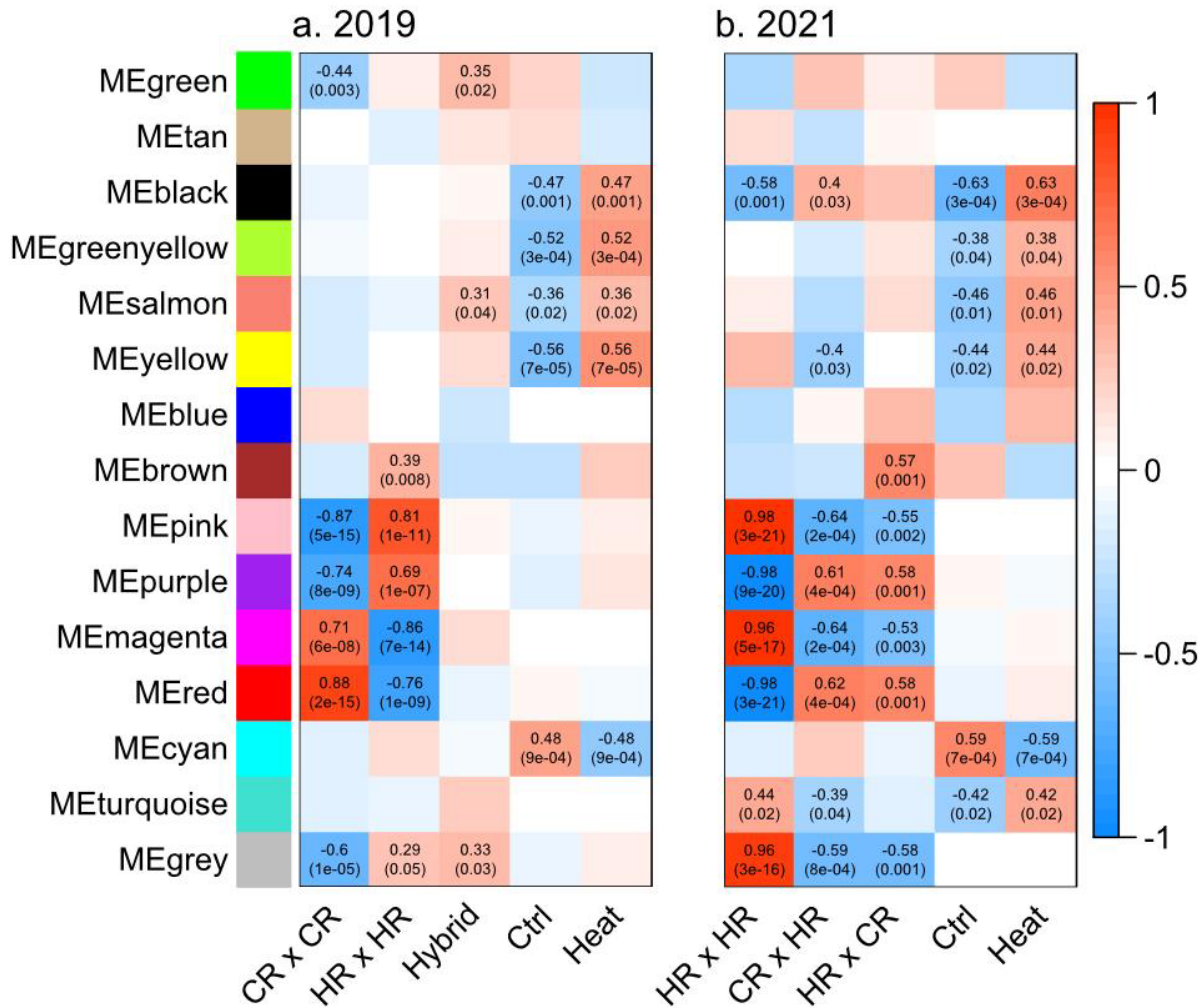 a. 2019
b. 2021
MEgreen
-0.44
(0.003)
0.35
(0.02)
MEtan
MEblack
-0.47
(0.001)
0.47
(0.001)
-0.58
(0.001)
0.4
(0.03)
-0.63
(3e-04)
0.63
(3e-04)
MEgreenyellow
-0.52
(3e-04)
0.52
(3e-04)
-0.38
(0.04)
0.38
(0.04)
MEsalmon
0.31
(0.04)
-0.36
(0.02)
0.36
(0.02)
-0.46
(0.01)
0.46
(0.01)
MEyellow
-0.56
(7e-05)
0.56
(7e-05)
-0.4
(0.03)
-0.44
(0.02)
0.44
(0.02)
MEblue
MEbrown
0.39
(0.008)
0.57
(0.001)
MEpink
-0.87
(5e-15)
0.81
(1e-11)
0.98
(3e-21)
-0.64
(2e-04)
-0.55
(0.002)
MEpurple
-0.74
(8e-09)
0.69
(1e-07)
-0.98
(9e-20)
0.61
(4e-04)
0.58
(0.001)
MEmagenta
0.71
(6e-08)
-0.86
(7e-14)
0.96
(5e-17)
-0.64
(2e-04)
-0.53
(0.003)
MEred
0.88
(2e-15)
-0.76
(1e-09)
-0.98
(3e-21)
0.62
(4e-04)
0.58
(0.001)
MEcyan
0.48
(9e-04)
-0.48
(9e-04)
0.59
(7e-04)
-0.59
(7e-04)
MEturquoise
0.44
(0.02)
-0.39
(0.04)
-0.42
(0.02)
0.42
(0.02)
MEgrey
-0.6
(1e-05)
0.29
(0.05)
0.33
(0.03)
0.96
(3e-16)
-0.59
(8e-04)
-0.58
(0.001)
CR x CR
HR x HR
Hybrid
Ctrl
Heat
HR x HR
CR x HR
HR x CR
Ctrl
Heat
1
0.5
0
-0.5
-1